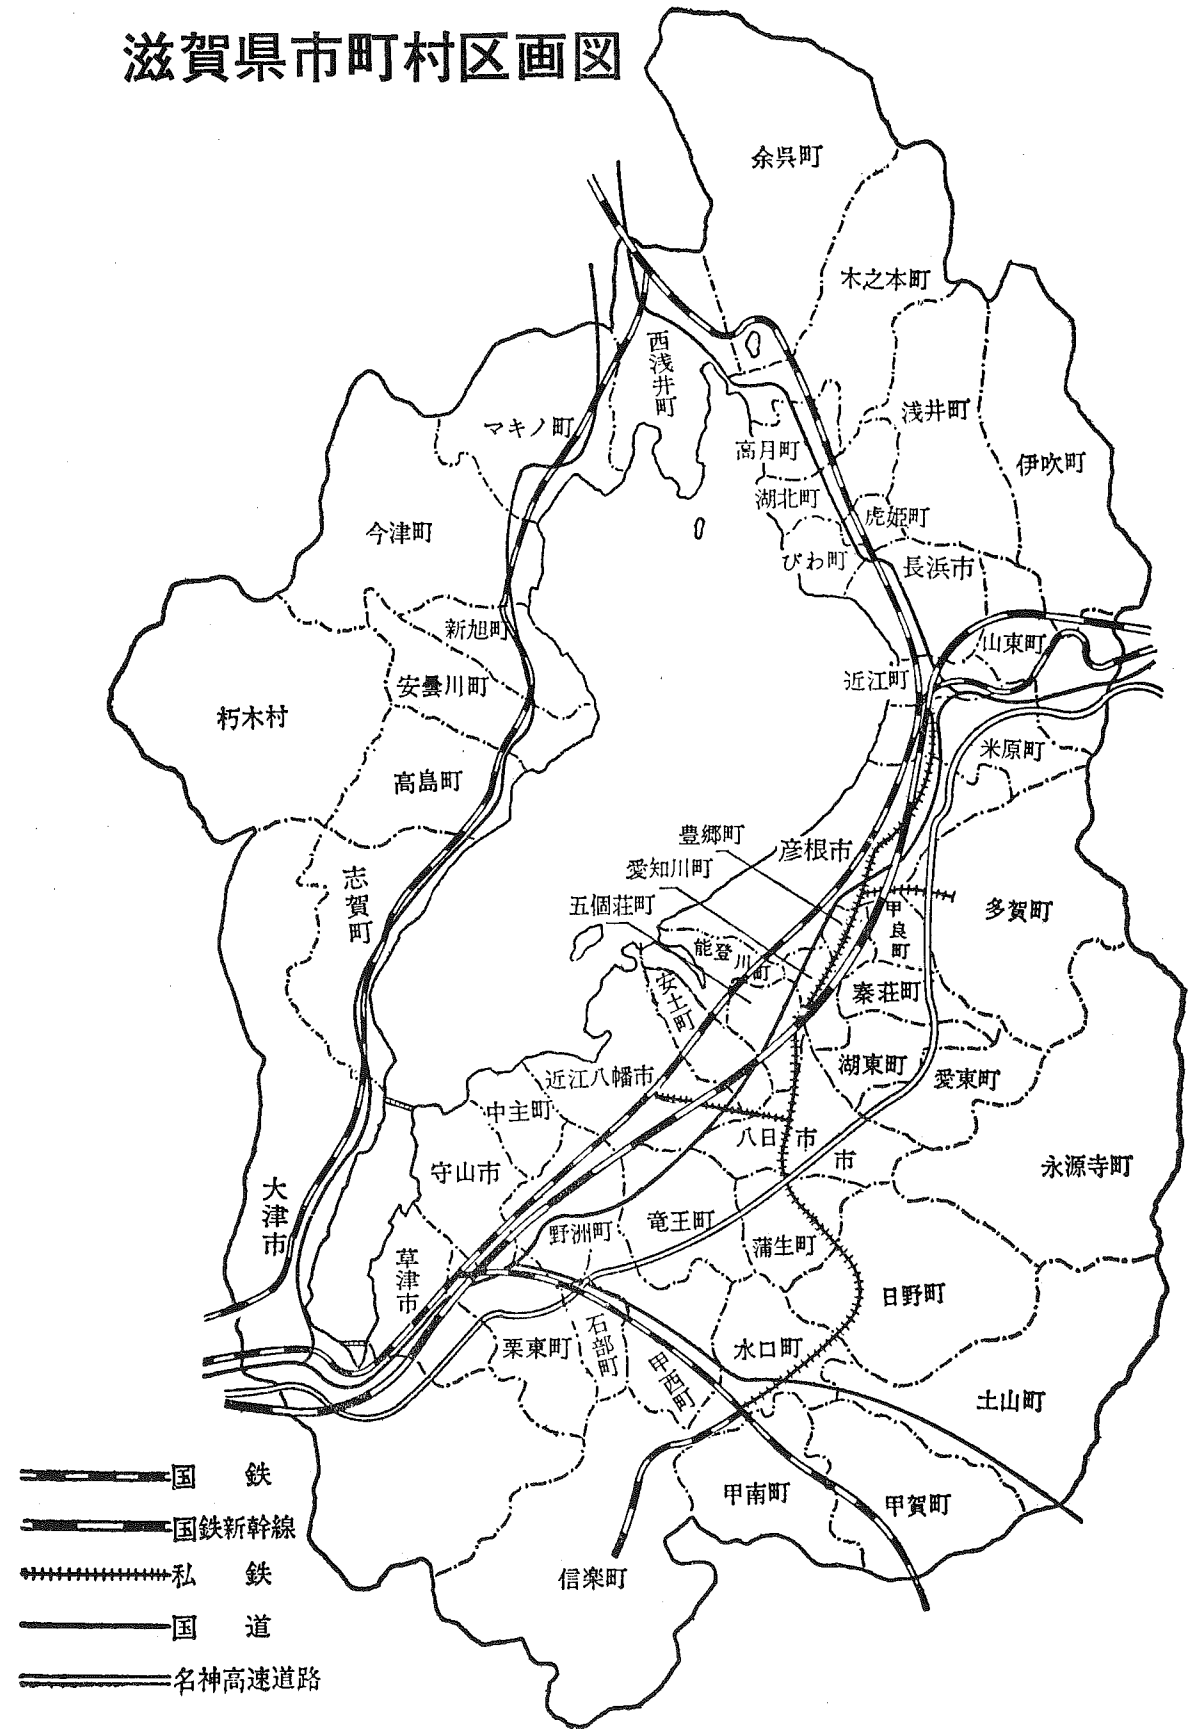 滋賀県市町村区画図
余呉町
木之本町
西浅井町
浅井町
マキノ町
高月町
伊吹町
湖北町
虎姫町
今津町
びわ町
長浜市
新旭町
山東町
安曇川町
近江町
朽木村
米原町
高島町
豊郷町
彦根市
愛知川町
志賀町
五個荘町
甲良町
多賀町
能登川町
安土町
秦荘町
湖東町
近江八幡市
愛東町
中主町
八日市市
守山市
永源寺町
大津市
竜王町
野洲町
蒲生町
草津市
日野町
石部町
栗東町
水口町
甲西町
土山町
甲南町
甲賀町
信楽町
国鉄
国鉄新幹線
私鉄
国道
名神高速道路